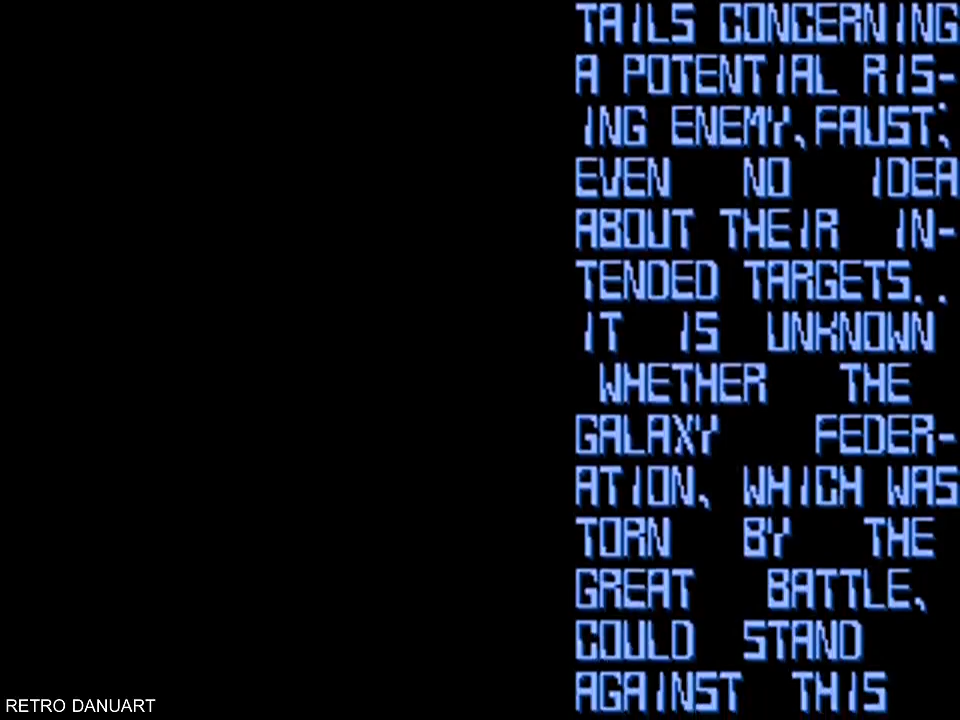 TAILS CONCERNING
A POTENTIAL RIS-
ING ENEMY, FAUST;
EVEN NO IDEA
ABOUT THEIR IN-
TENDED TARGETS..
IT IS UNKNOWN
WHETHER THE
GALAXY FEDER-
ATION, WHICH WAS
TORN BY THE
GREAT BATTLE,
COULD STAND
AGAINST THIS
RETRO DANUART